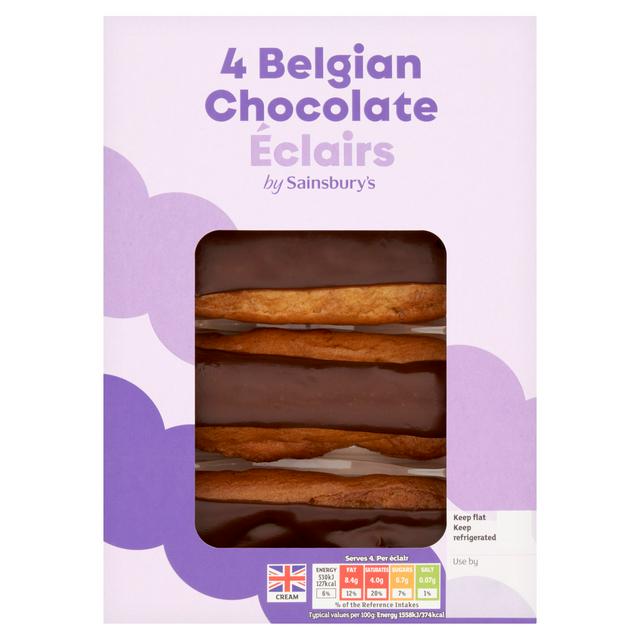 4 Belgian
Chocolate
Éclairs
by Sainsbury's
Keep flat
Keep
refrigerated
Use by
CREAM
Serves 4. Per éclair
ENERGY FAT SATURATES SUGARS SALT
530kJ 8.4g 4.0g 6.7g 0.07g
127kcal
6% 12% 20% 7% 1%
% of the Reference Intakes
Typical values per 100g: Energy 1558kJ/374kcal